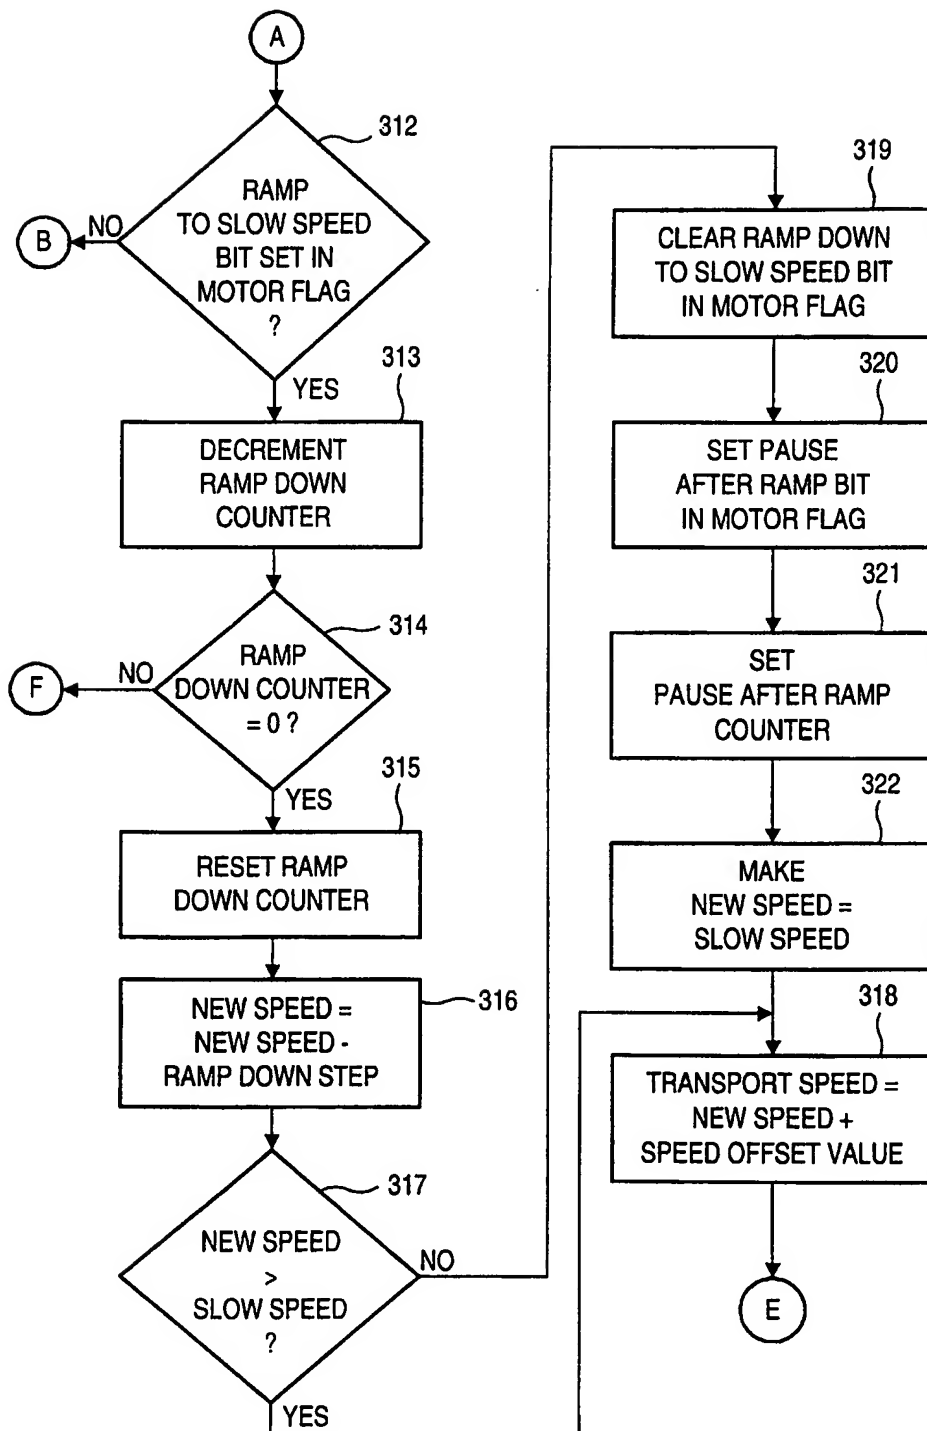 A
312
RAMP
TO SLOW SPEED
BIT SET IN
MOTOR FLAG
?
NO
B
YES
313
DECREMENT
RAMP DOWN
COUNTER
314
RAMP
DOWN COUNTER
= 0 ?
NO
F
YES
315
RESET RAMP
DOWN COUNTER
316
NEW SPEED =
NEW SPEED -
RAMP DOWN STEP
317
NEW SPEED
>
SLOW SPEED
?
NO
YES
319
CLEAR RAMP DOWN
TO SLOW SPEED BIT
IN MOTOR FLAG
320
SET PAUSE
AFTER RAMP BIT
IN MOTOR FLAG
321
SET
PAUSE AFTER RAMP
COUNTER
322
MAKE
NEW SPEED =
SLOW SPEED
318
TRANSPORT SPEED =
NEW SPEED +
SPEED OFFSET VALUE
E